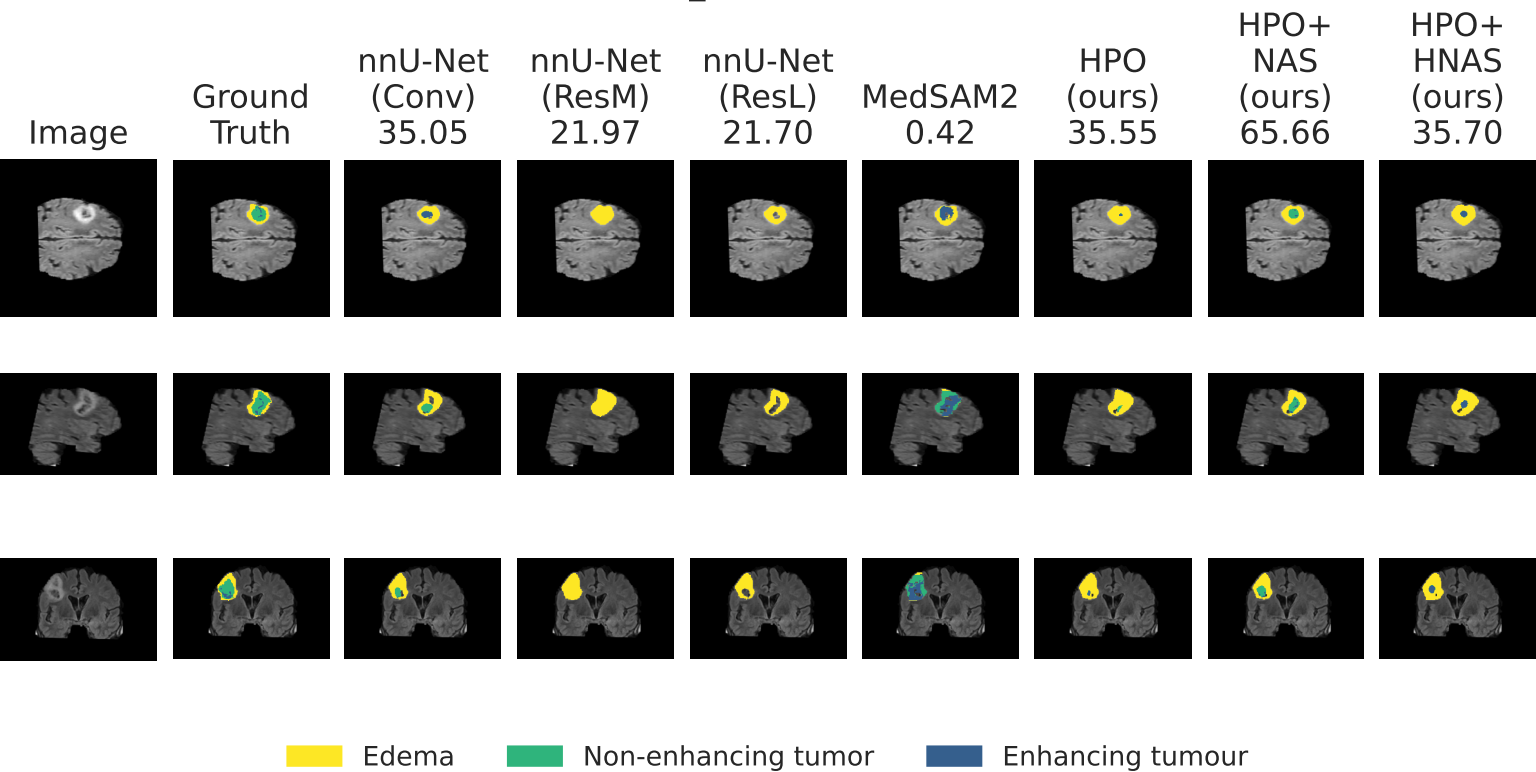 Image
Ground
Truth
nnU-Net
(Conv)
35.05
nnU-Net
(ResM)
21.97
nnU-Net
(ResL)
21.70
MedSAM2
0.42
HPO
(ours)
35.55
HPO+
NAS
(ours)
65.66
HPO+
HNAS
(ours)
35.70
Edema
Non-enhancing tumor
Enhancing tumour